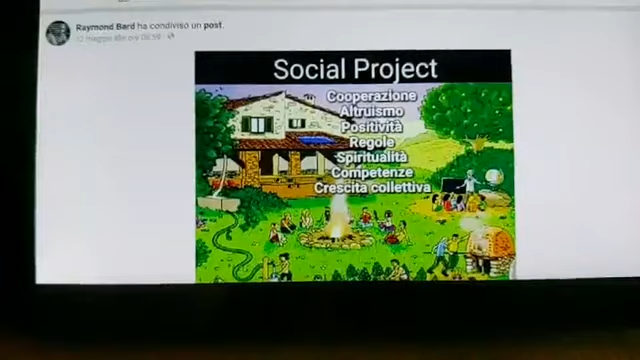 Raymond Bard ha condiviso un post.
Social Project
Cooperazione
Altruismo
Positività
Regole
Spiritualità
Competenze
Crescita collettiva